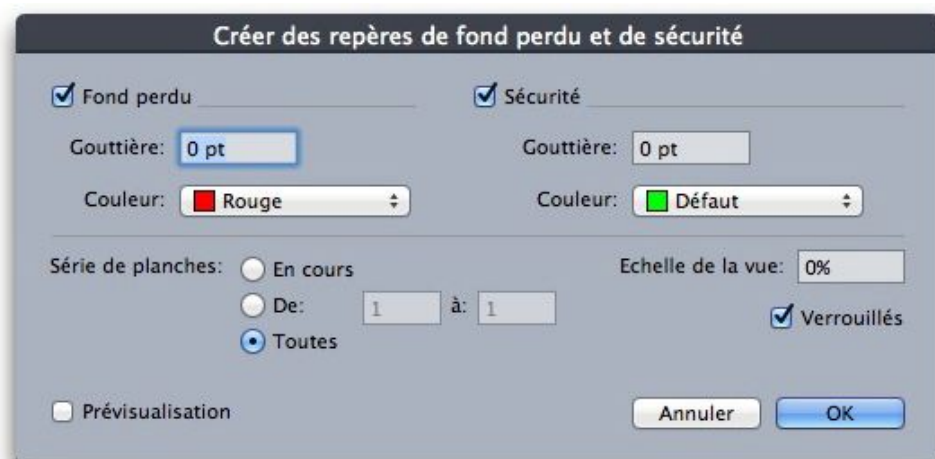 Créer des repères de fond perdu et de sécurité
Fond perdu
Sécurité
Gouttière: 0 pt
Gouttière: 0 pt
Couleur: Rouge
Couleur: Défaut
Série de planches: En cours
Echelle de la vue: 0%
De: 1 à: 1
Verrouillés
Toutes
Prévisualisation
Annuler
OK